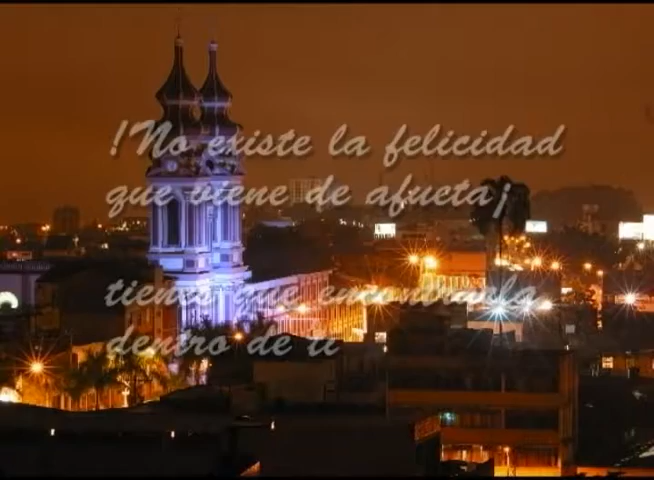 !No existe la felicidad
que viene de afueta¡
tienes que encontrarla
dentro de ti